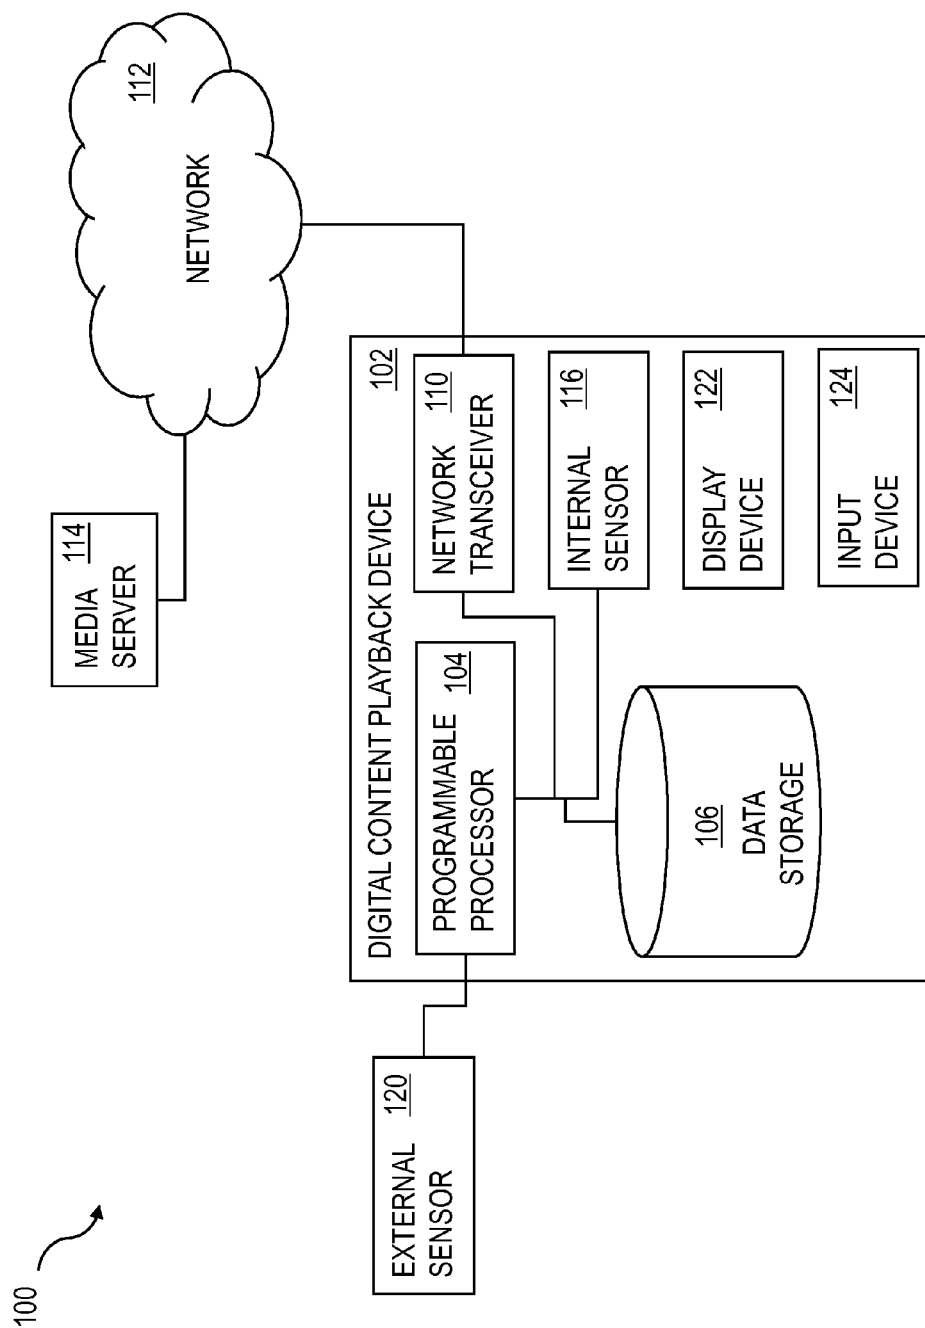 100
MEDIA
SERVER
114
NETWORK
112
EXTERNAL
SENSOR
120
DIGITAL CONTENT PLAYBACK DEVICE
102
PROGRAMMABLE
PROCESSOR
104
NETWORK
TRANSCEIVER
110
INTERNAL
SENSOR
116
106
DATA
STORAGE
DISPLAY
DEVICE
122
INPUT
DEVICE
124